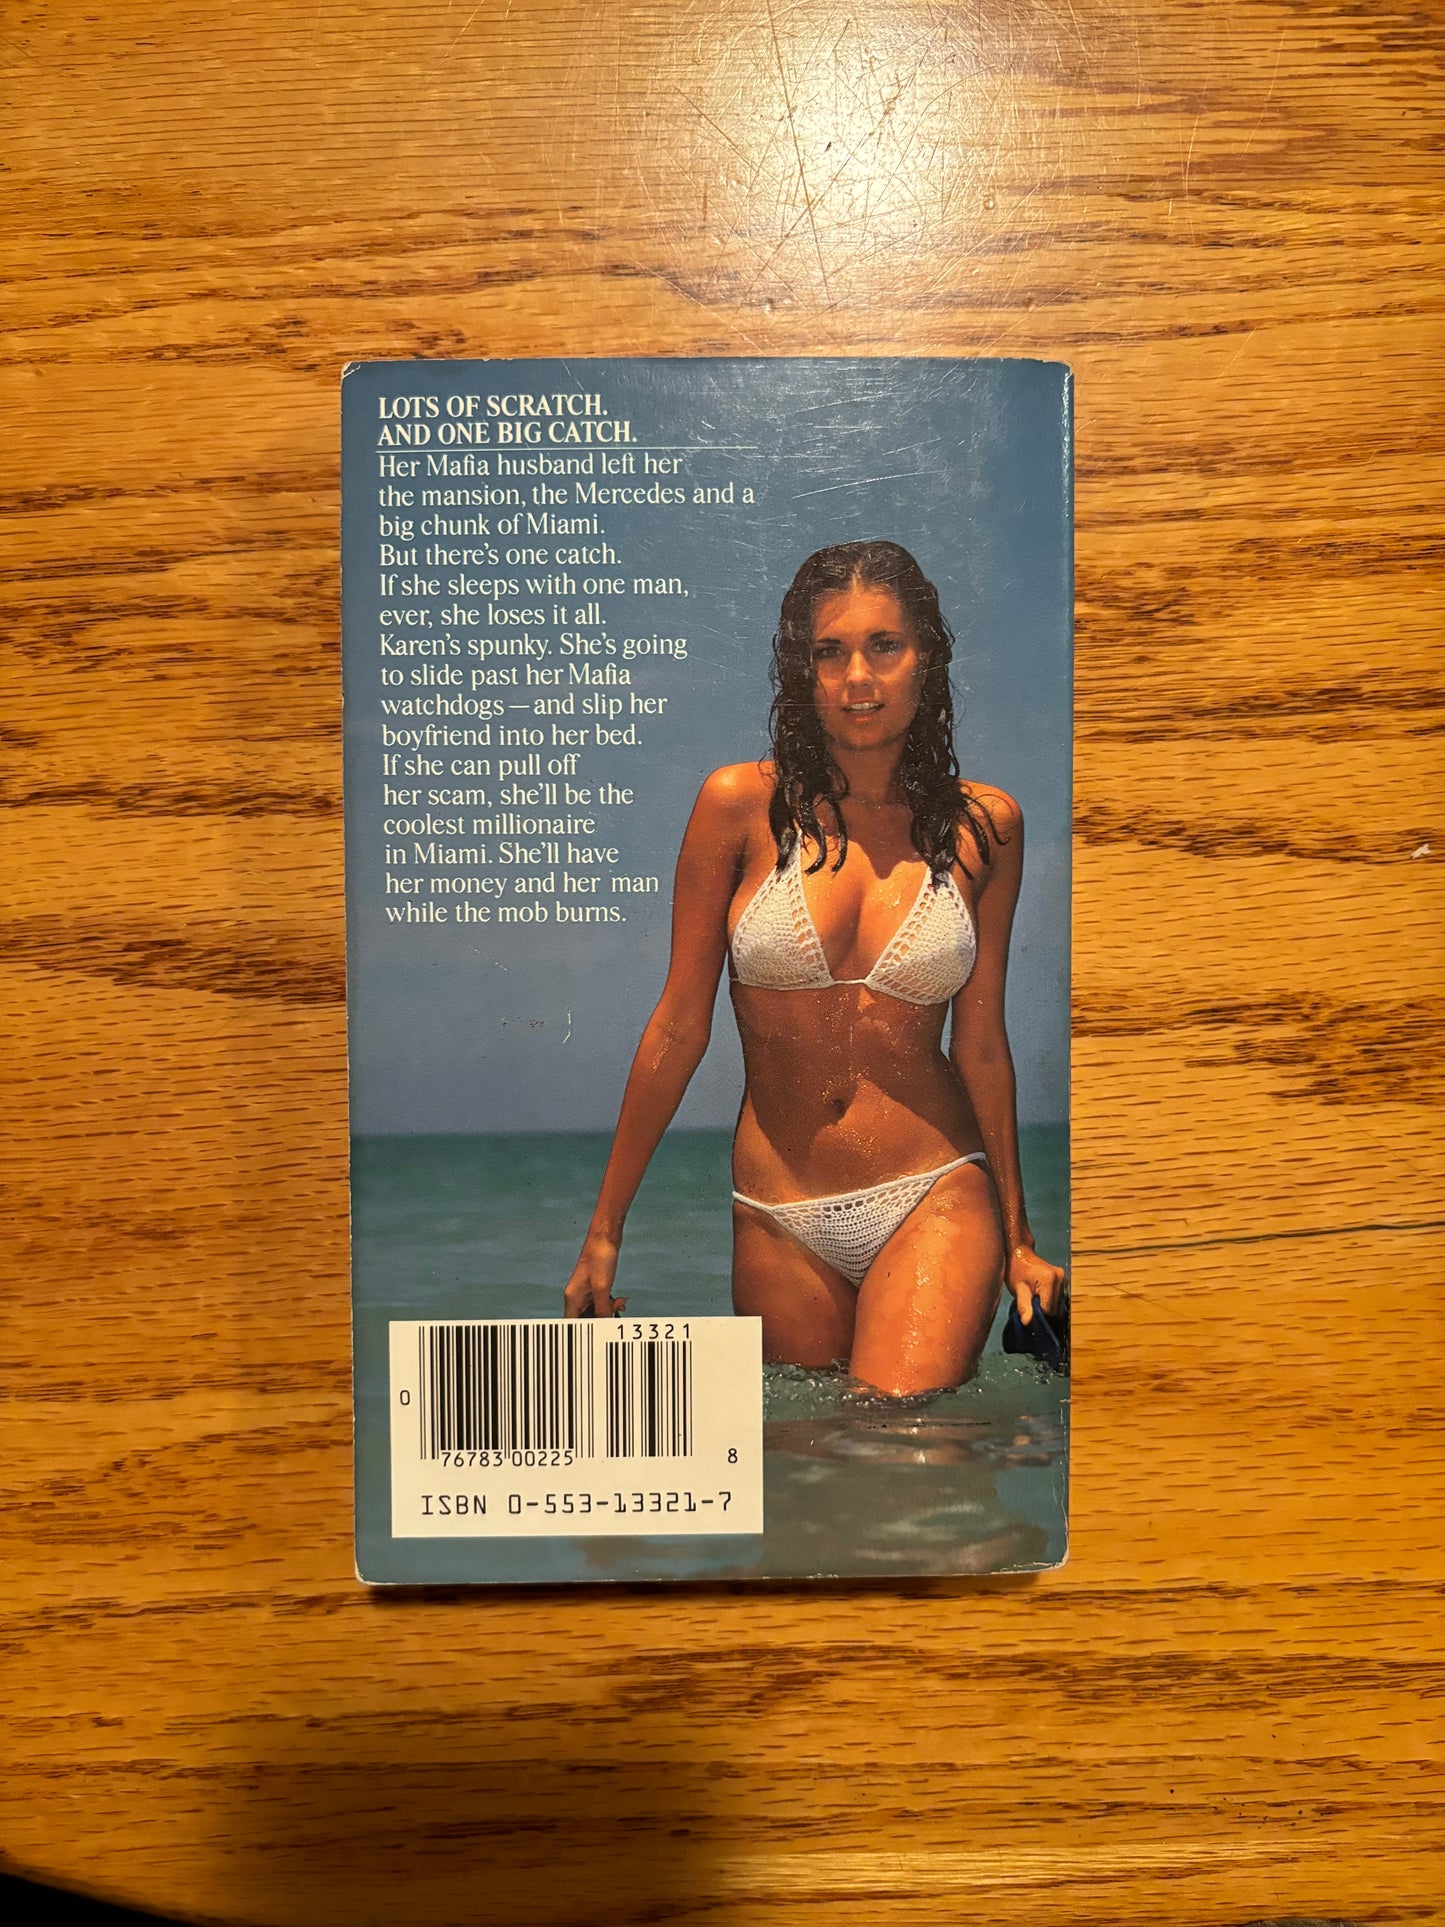 LOTS OF SCRATCH.
AND ONE BIG CATCH.
Her Mafia husband left her
the mansion, the Mercedes and a
big chunk of Miami.
But there's one catch.
If she sleeps with one man,
ever, she loses it all.
Karen's spunky. She's going
to slide past her Mafia
watchdogs—and slip her
boyfriend into her bed.
If she can pull off
her scam, she'll be the
coolest millionaire
in Miami. She'll have
her money and her man
while the mob burns.
13321
0
76783 00225
8
ISBN 0-553-13321-7